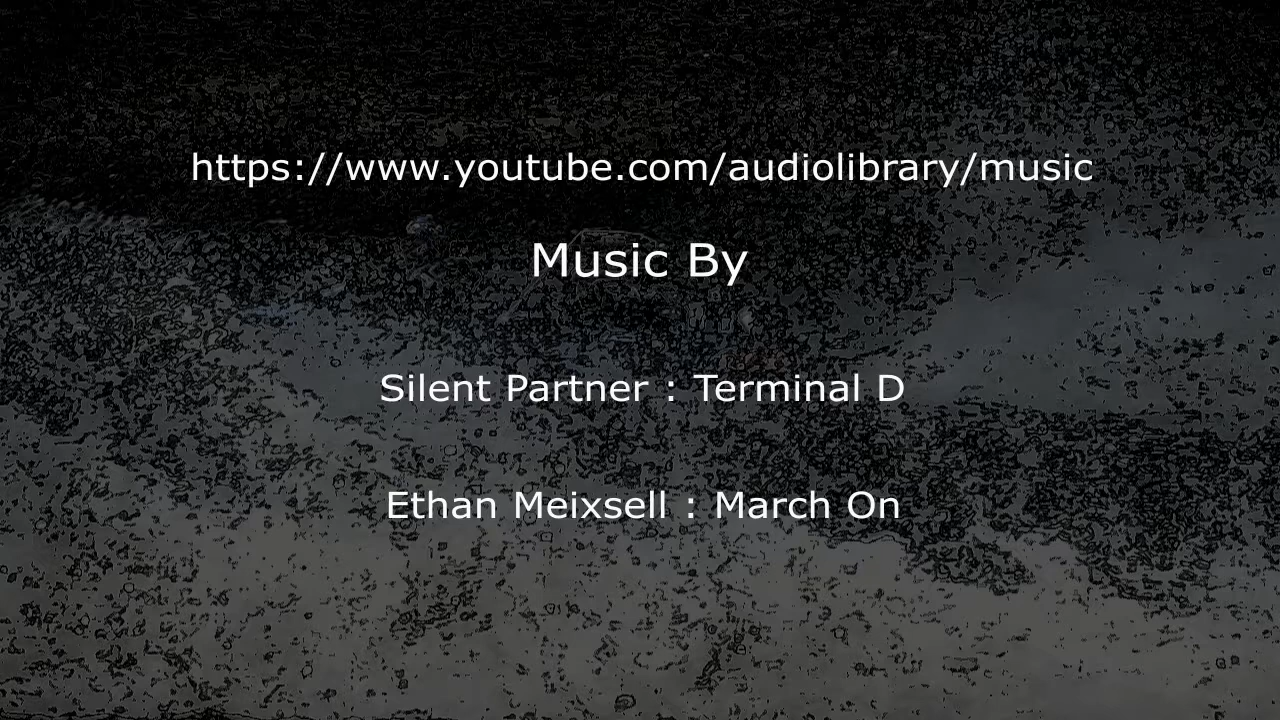 https://www.youtube.com/audiolibrary/music
Music By
Silent Partner : Terminal D
Ethan Meixsell : March On